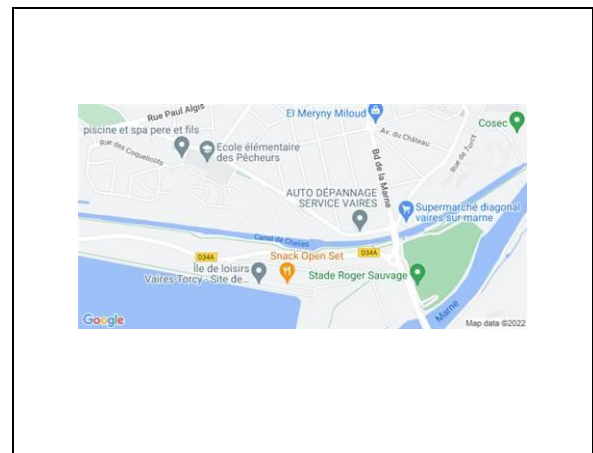 Rue Paul Algis
El Meryny Miloud
Cosec
piscine et spa pere et fils
Av. du Château
Rue des Coquelicots
Ecole élémentaire
des Pêcheurs
Rue de Torcy
Bd de la Marne
AUTO DÉPANNAGE
SERVICE VAIRES
Supermarché diagonal
vaires sur marne
Canal de Chelles
D34A
D34A
Snack Open Set
Île de loisirs
Vaires-Torcy - Site de...
Stade Roger Sauvage
Marne
Google
Map data ©2022